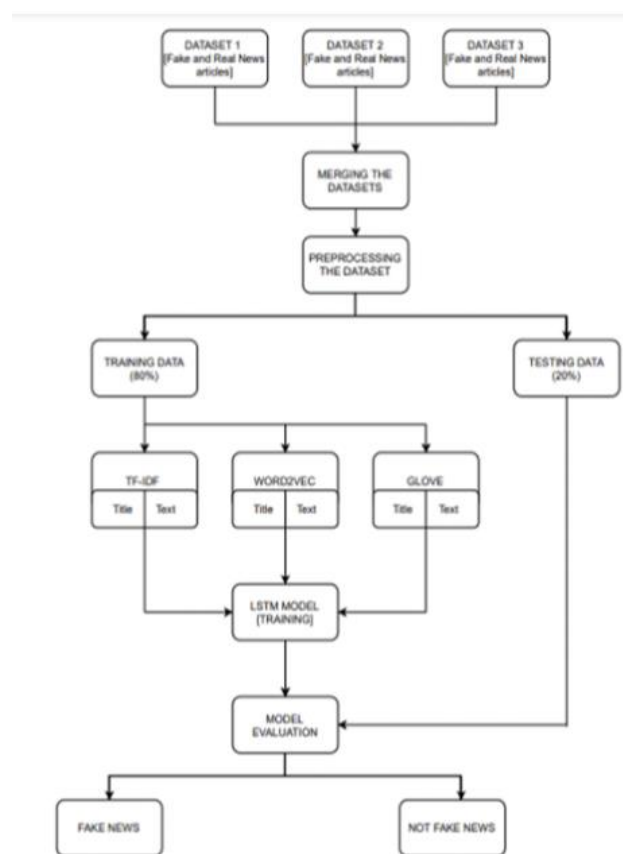 DATASET 1
[Fake and Real News
articles]
DATASET 2
[Fake and Real News
articles]
DATASET 3
[Fake and Real News
articles]
MERGING THE
DATASETS
PREPROCESSING
THE DATASET
TRAINING DATA
(80%)
TESTING DATA
(20%)
TF-IDF
Title
Text
WORD2VEC
Title
Text
GLOVE
Title
Text
LSTM MODEL
[TRAINING]
MODEL
EVALUATION
FAKE NEWS
NOT FAKE NEWS